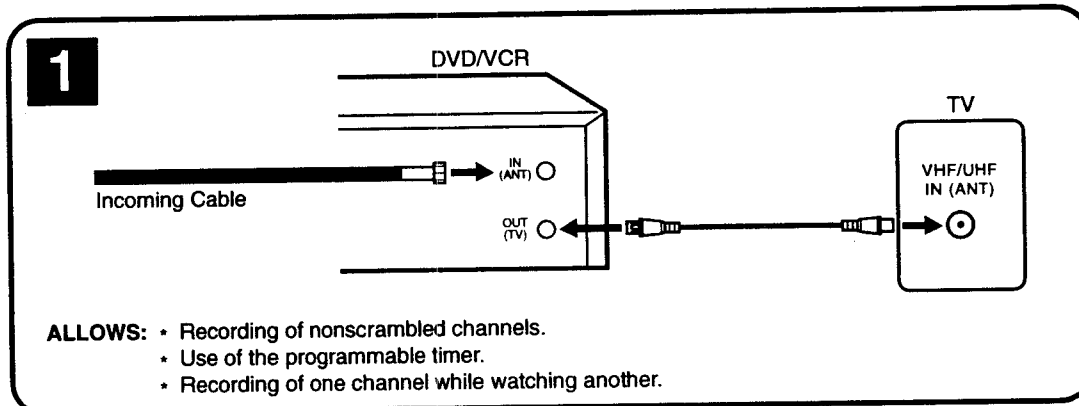 1
DVD/VCR
TV
IN
(ANT)
VHF/UHF
IN (ANT)
Incoming Cable
OUT
(TV)
ALLOWS: * Recording of nonscrambled channels.
* Use of the programmable timer.
* Recording of one channel while watching another.